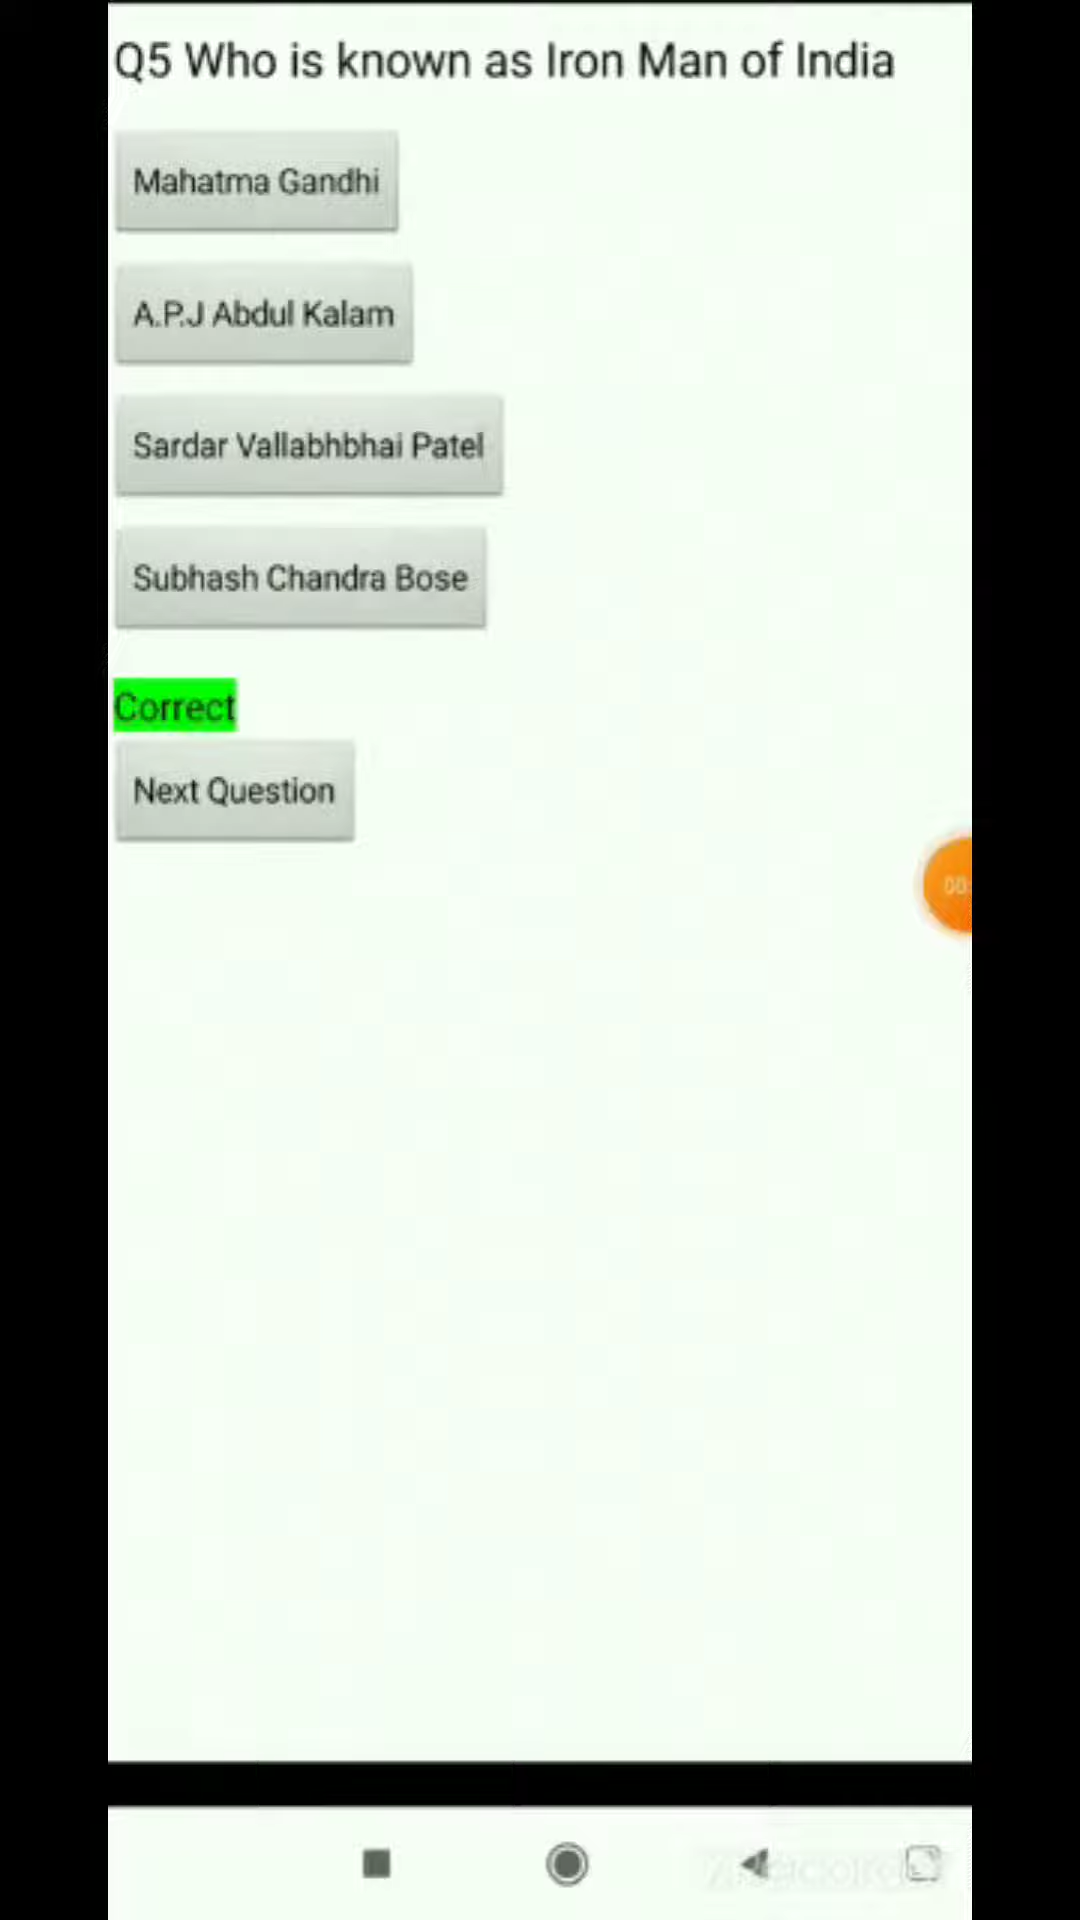 Q5 Who is known as Iron Man of India
Mahatma Gandhi
A.P.J Abdul Kalam
Sardar Vallabhbhai Patel
Subhash Chandra Bose
Correct
Next Question
00: